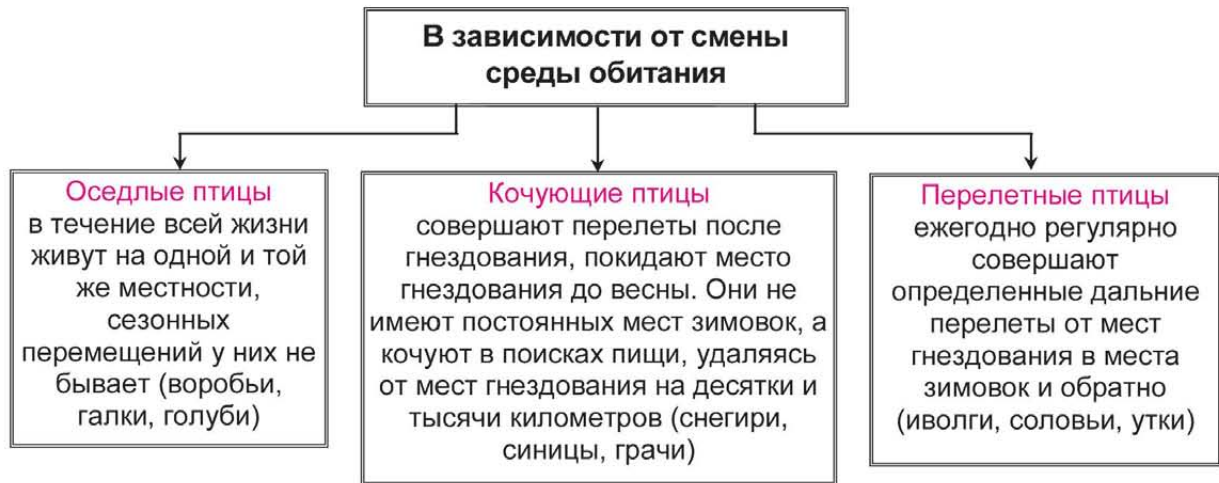 В зависимости от смены
среды обитания
Оседлые птицы
в течение всей жизни
живут на одной и той
же местности,
сезонных
перемещений у них не
бывает (воробьи,
галки, голуби)
Кочующие птицы
совершают перелеты после
гнездования, покидают место
гнездования до весны. Они не
имеют постоянных мест зимовок, а
кочуют в поисках пищи, удаляясь
от мест гнездования на десятки и
тысячи километров (снегири,
синицы, грачи)
Перелетные птицы
ежегодно регулярно
совершают
определенные дальние
перелеты от мест
гнездования в места
зимовок и обратно
(иволги, соловьи, утки)